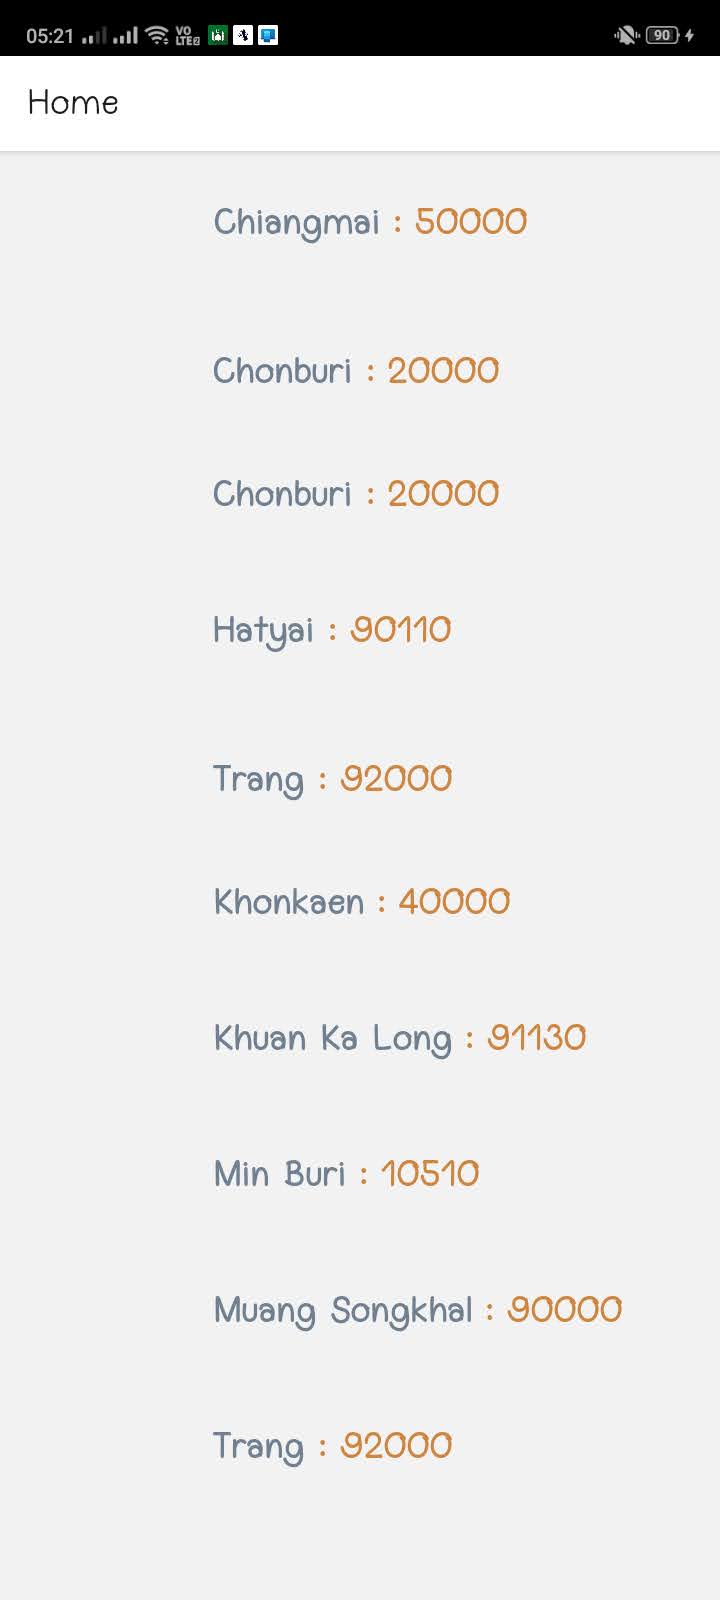 05:21 VO LTE2 90
Home
Chiangmai : 50000
Chonburi : 20000
Chonburi : 20000
Hatyai : 90110
Trang : 92000
Khonkaen : 40000
Khuan Ka Long : 91130
Min Buri : 10510
Muang Songkhal : 90000
Trang : 92000